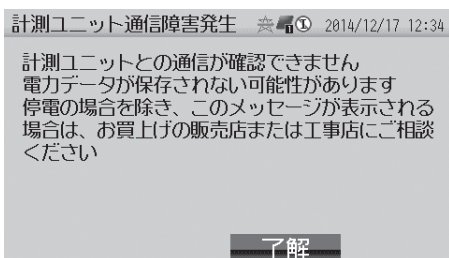 計測ユニット通信障害発生 ① 2014/12/17 12:34
計測ユニットとの通信が確認できません
電力データが保存されない可能性があります
停電の場合を除き、このメッセージが表示される
場合は、お買上げの販売店または工事店にご相談
ください
了解